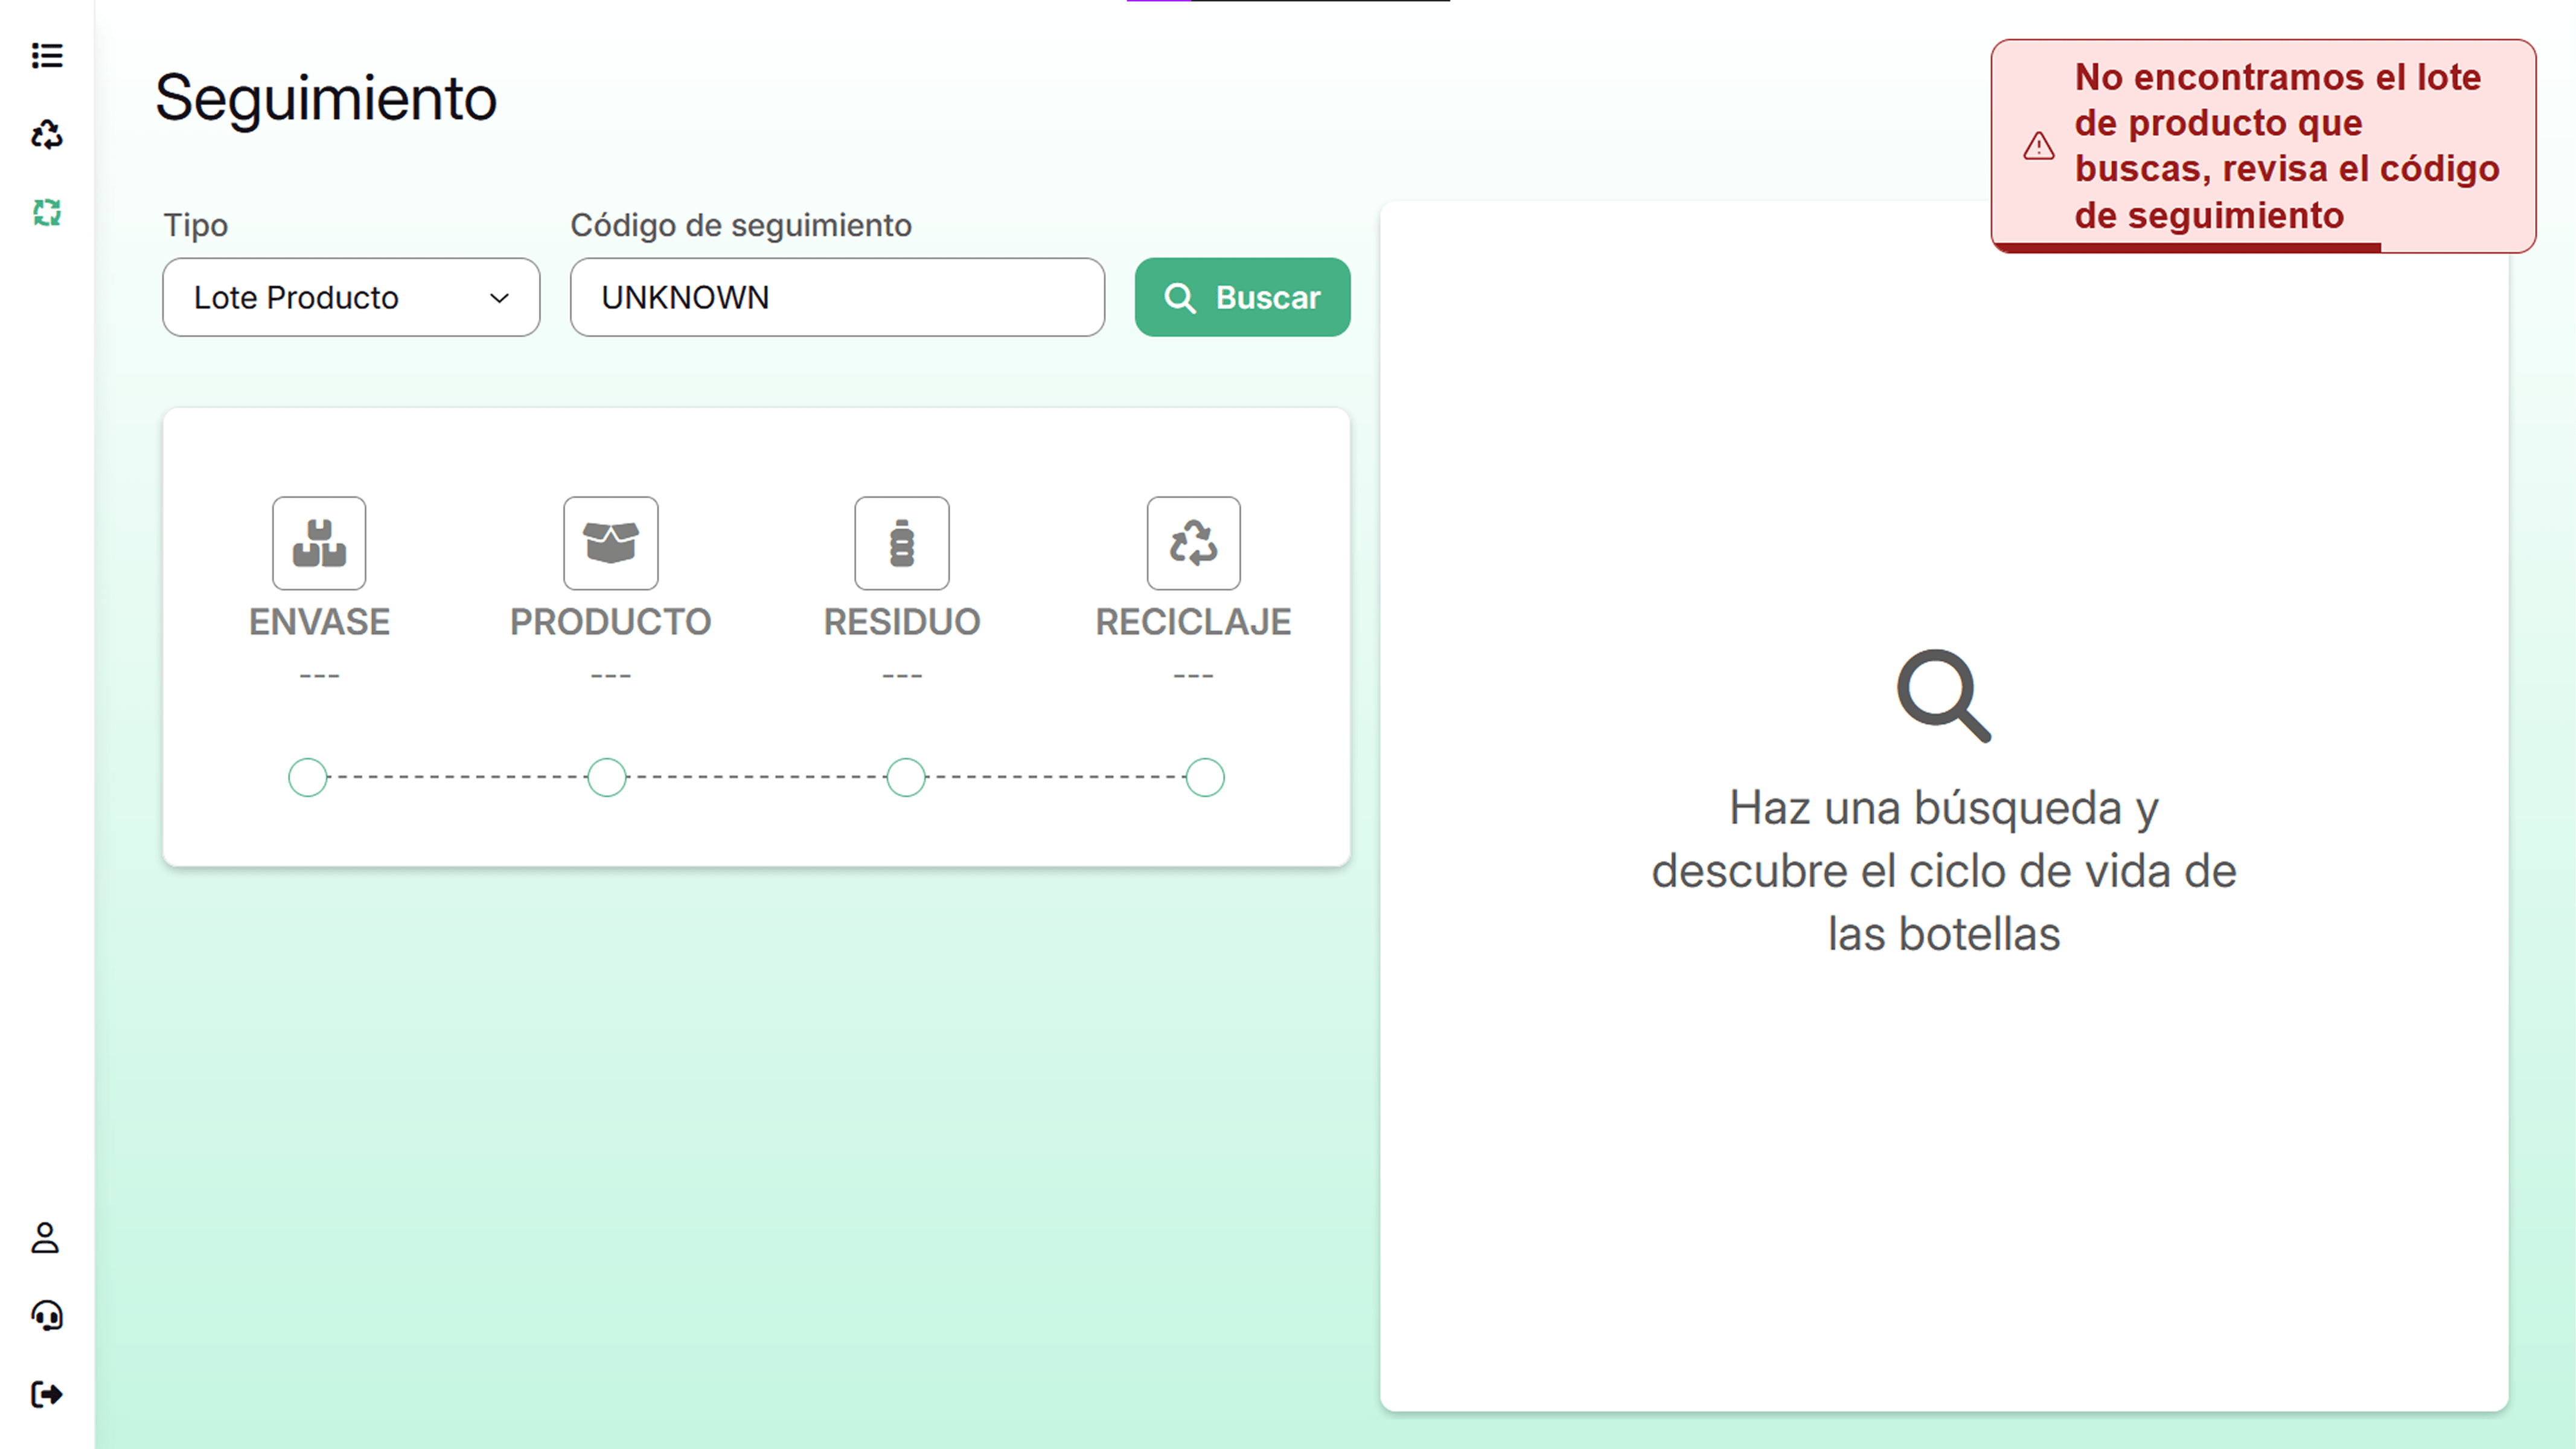 Seguimiento
No encontramos el lote
de producto que
buscas, revisa el código
de seguimiento
Tipo
Código de seguimiento
Lote Producto
UNKNOWN
Buscar
ENVASE
PRODUCTO
RESIDUO
RECICLAJE
---
---
---
---
Haz una búsqueda y
descubre el ciclo de vida de
las botellas